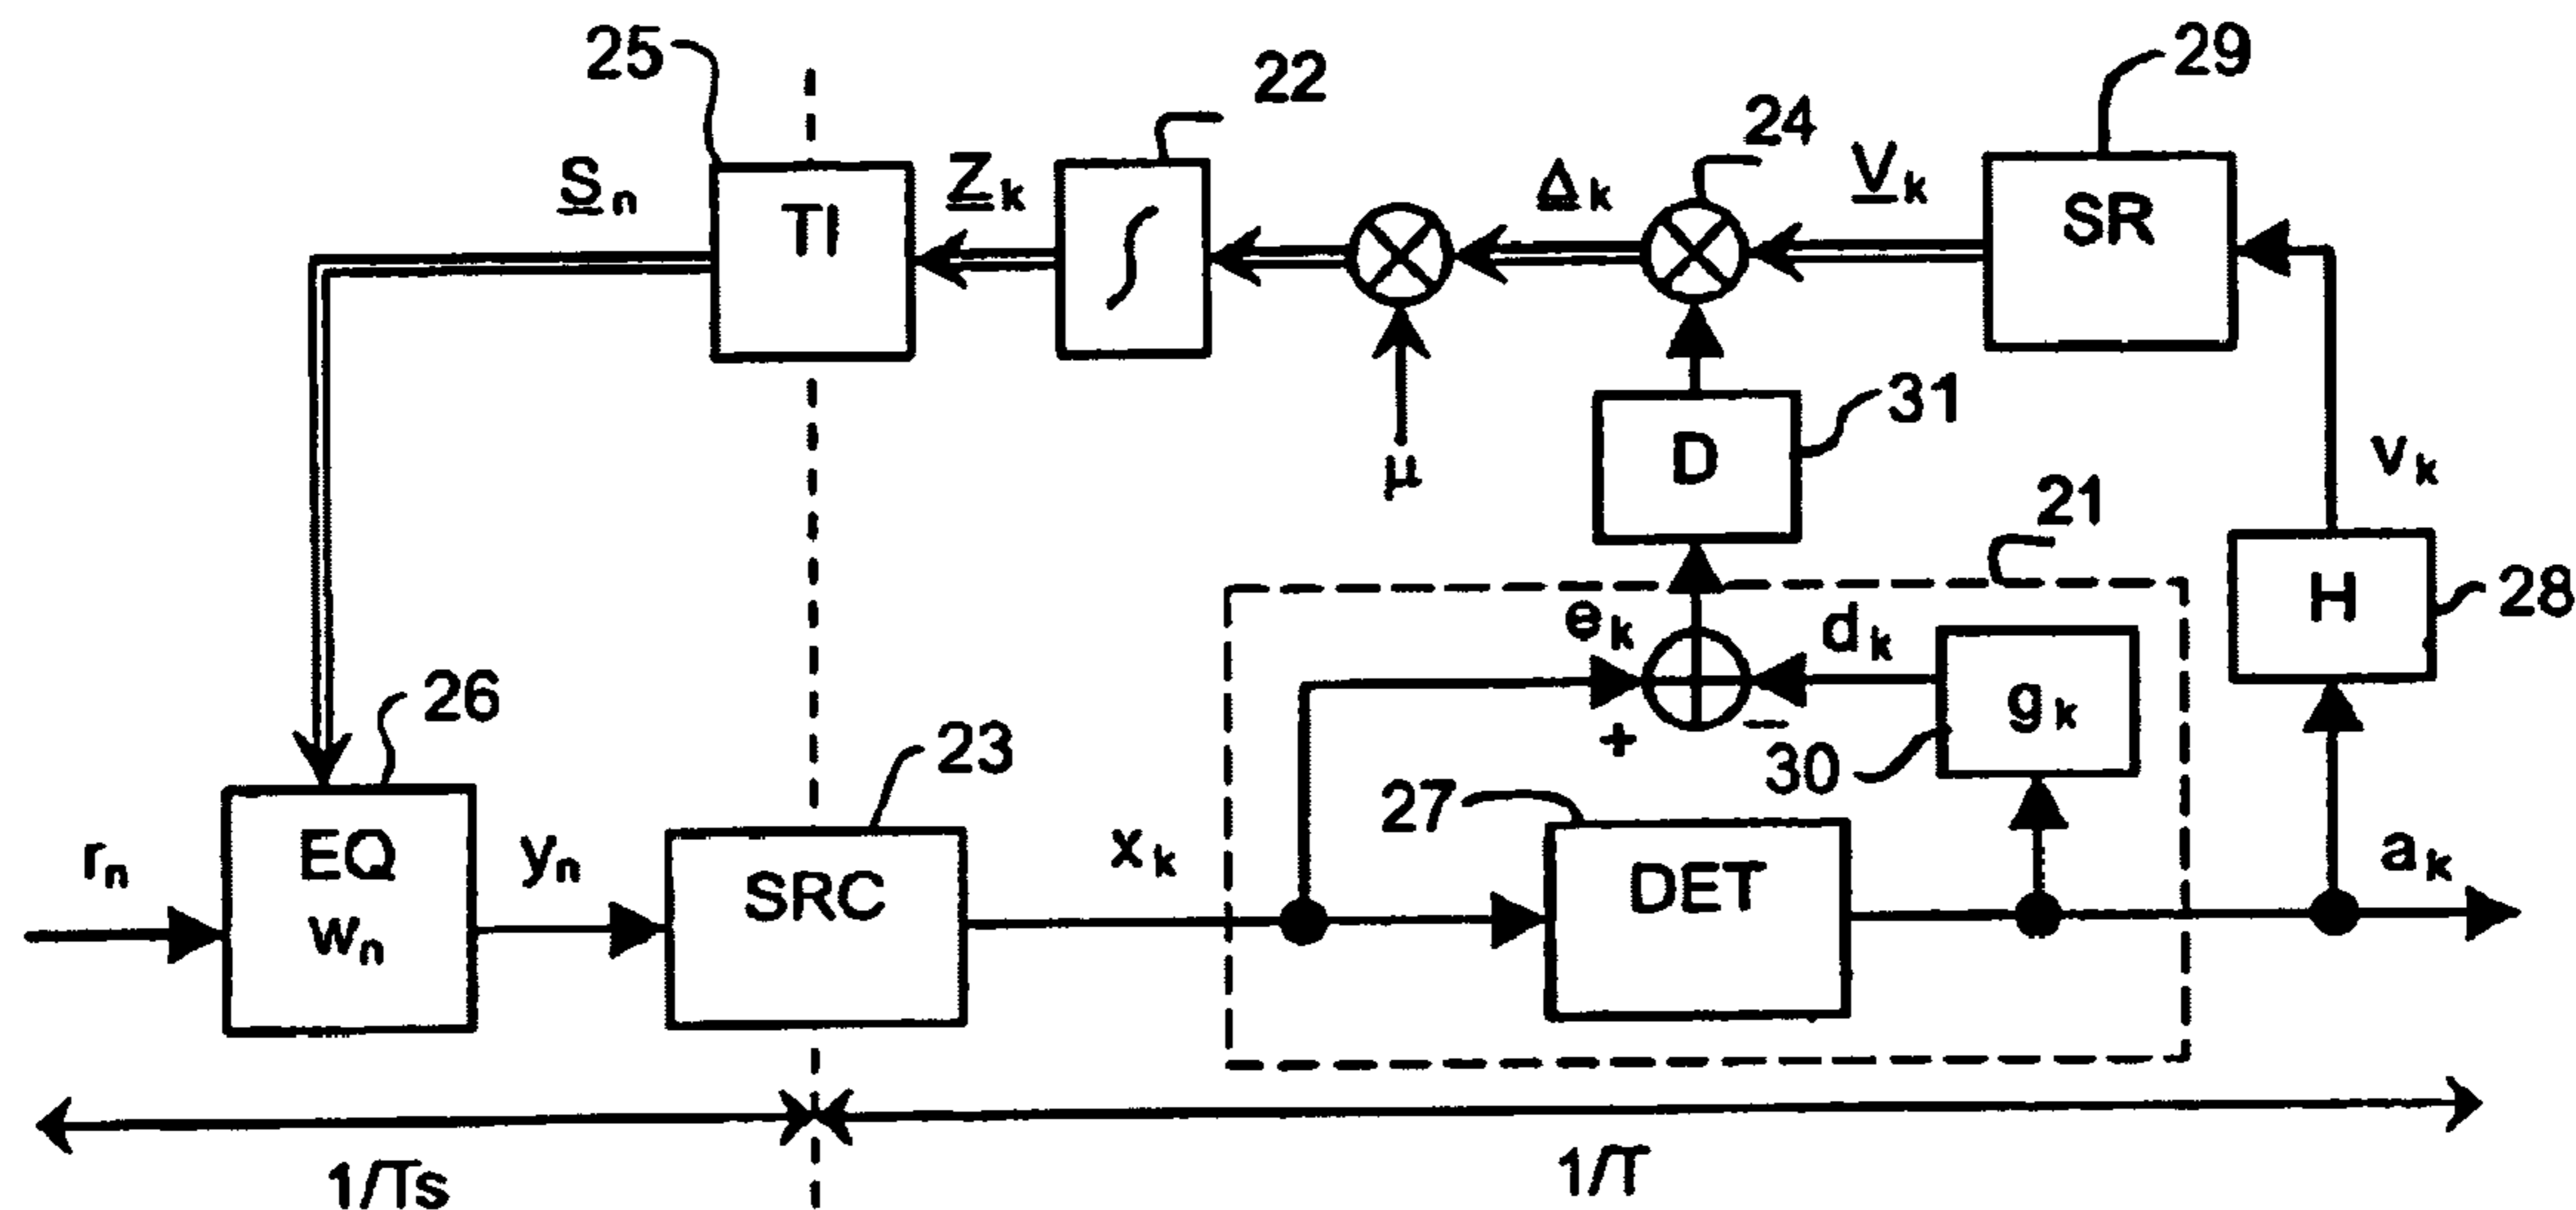 25
22
24
29
S̲n
TI
Z̲k
Δ̲k
V̲k
SR
μ
D
31
21
vk
H
28
26
23
27
30
ek
dk
gk
+
−
rn
EQ
wn
yn
SRC
xk
DET
ak
1/Ts
1/T